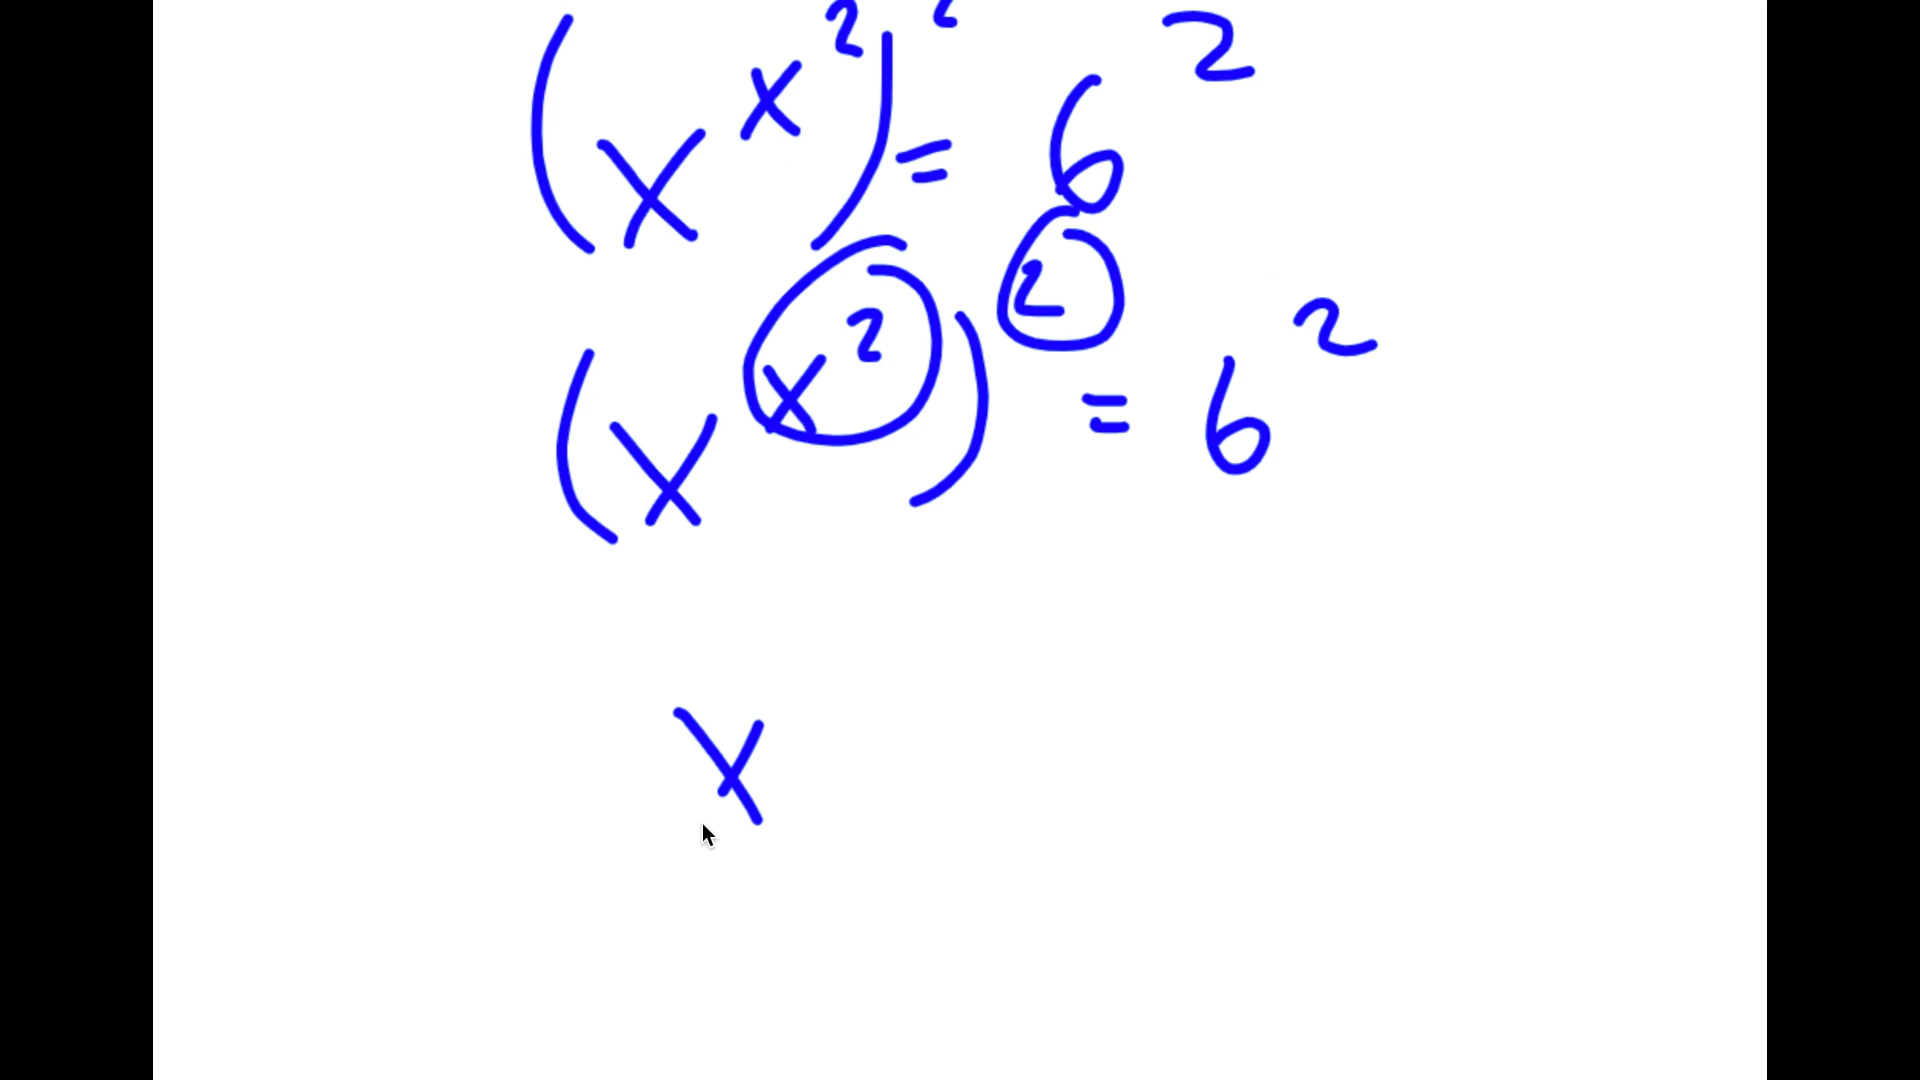 (x^x^2)^2 = 6^2
(x^x^2)^2 = 6^2
x